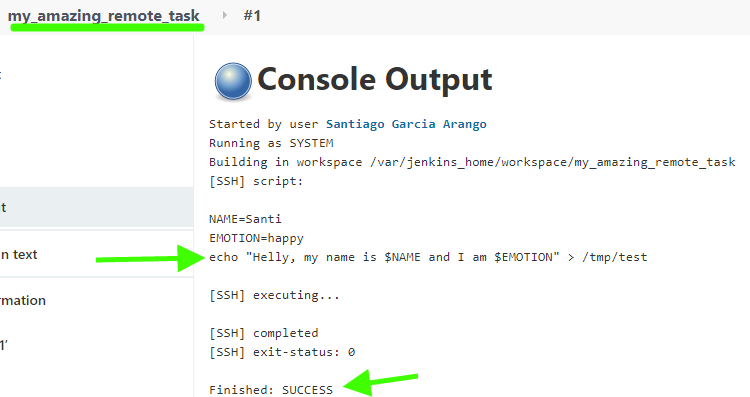 my_amazing_remote_task #1
Console Output
Started by user Santiago Garcia Arango
Running as SYSTEM
Building in workspace /var/jenkins_home/workspace/my_amazing_remote_task
[SSH] script:
NAME=Santi
EMOTION=happy
n text
echo "Helly, my name is $NAME and I am $EMOTION" > /tmp/test
rmation
[SSH] executing...
[SSH] completed
1'
[SSH] exit-status: 0
Finished: SUCCESS